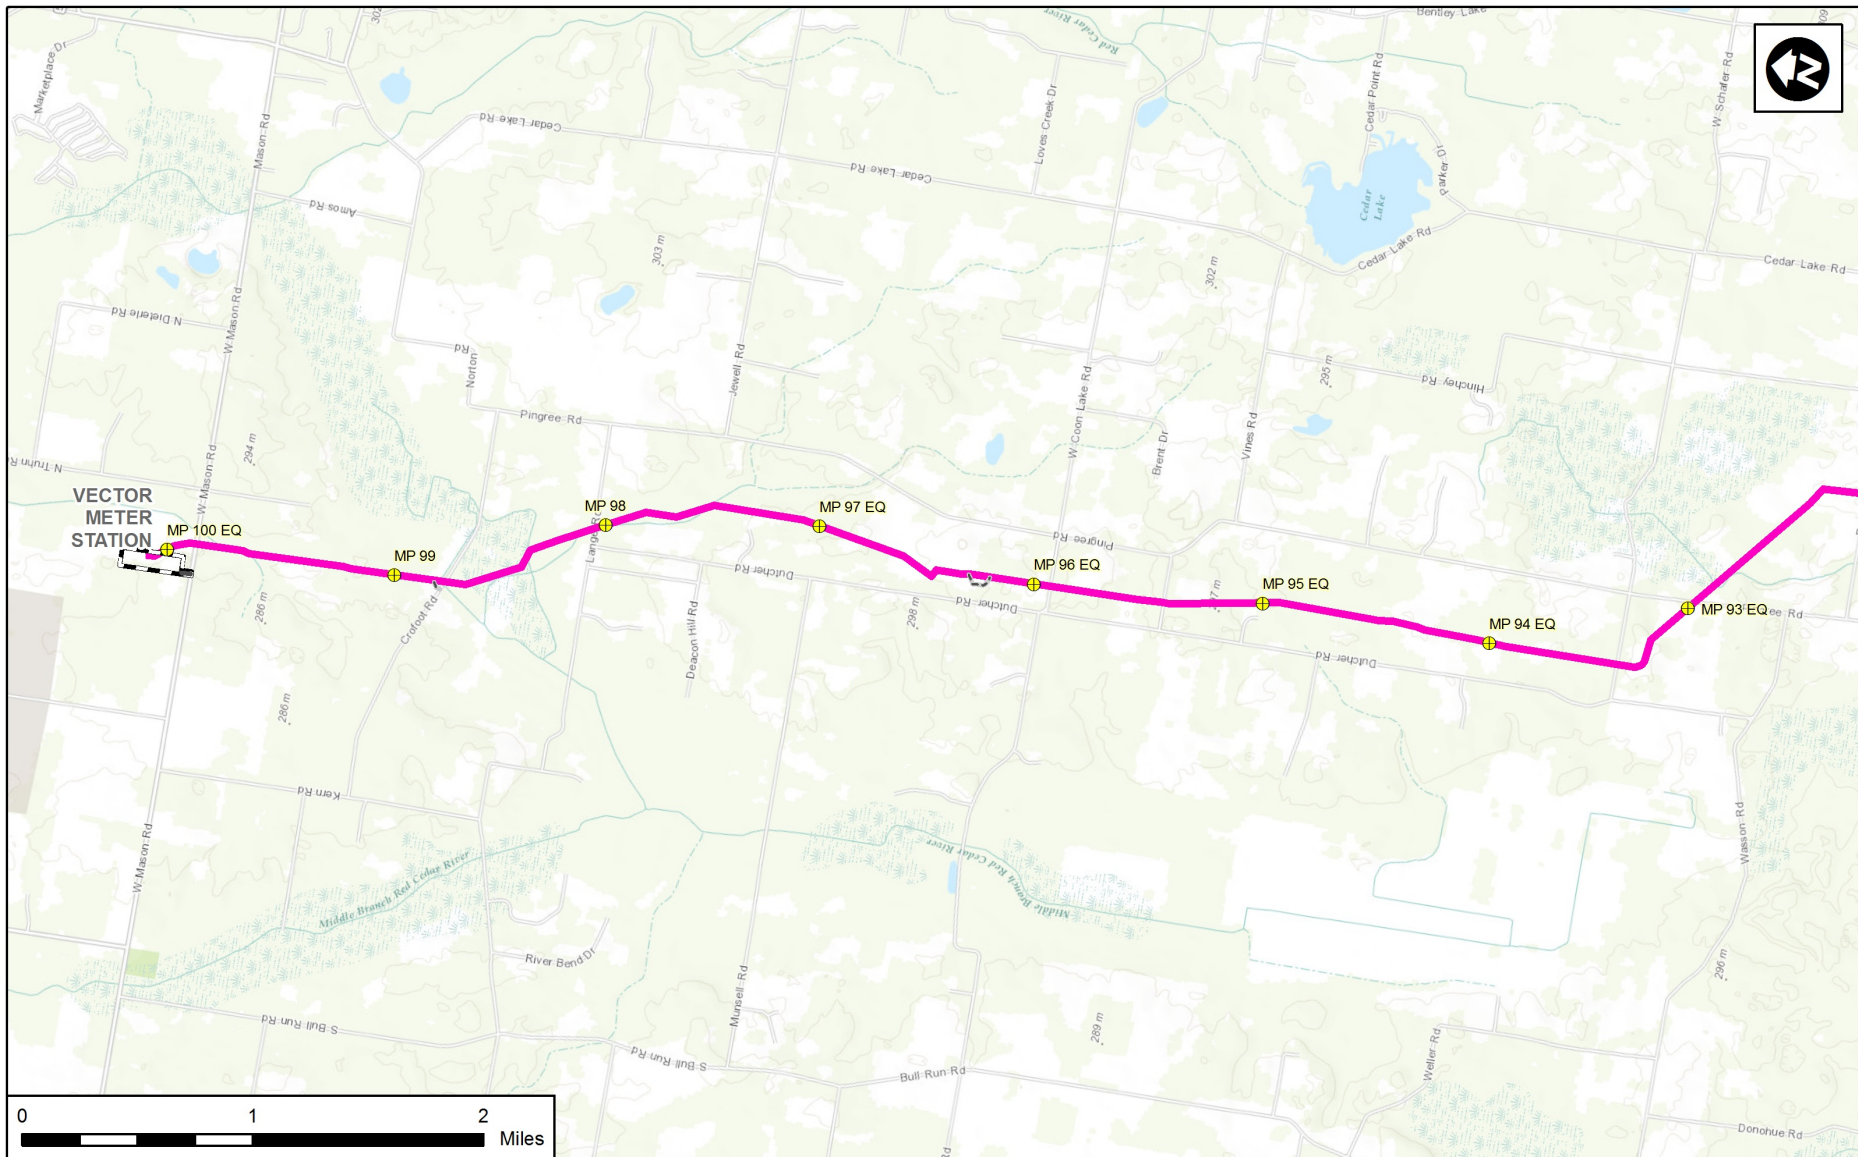 Bentley Lake
Red Cedar River
Marketplace Dr
Mason Rd
Cedar Lake Rd
Loves Creek Dr
Cedar Point Rd
W Schafer Rd
N
Cedar Lake Rd
Cedar Lake Rd
Parker Dr
Cedar
Lake
Amos Rd
303 m
302 m
Cedar Lake Rd
Cedar Lake Rd
N Dieterle Rd
W Mason Rd
Norton
Rd
Jewell Rd
295 m
Hinchey Rd
Pingree Rd
W Coon Lake Rd
Brent Dr
Vines Rd
294 m
W Mason Rd
VECTOR
METER
STATION
MP 100 EQ
MP 99
MP 98
MP 97 EQ
MP 96 EQ
MP 95 EQ
MP 94 EQ
MP 93 EQ
Pingree Rd
Dutcher Rd
Dutcher Rd
Dutcher Rd
286 m
Crofoot Rd
Deacon Hill Rd
298 m
286 m
Kern Rd
W Mason Rd
Middle Branch Red Cedar River
Middle Branch Red Cedar River
Wasson Rd
River Bend Dr
Munsell Rd
296 m
S Bull Run Rd
S Bull Run Rd
Bull Run Rd
289 m
Weller Rd
Donohue Rd
0 1 2
Miles